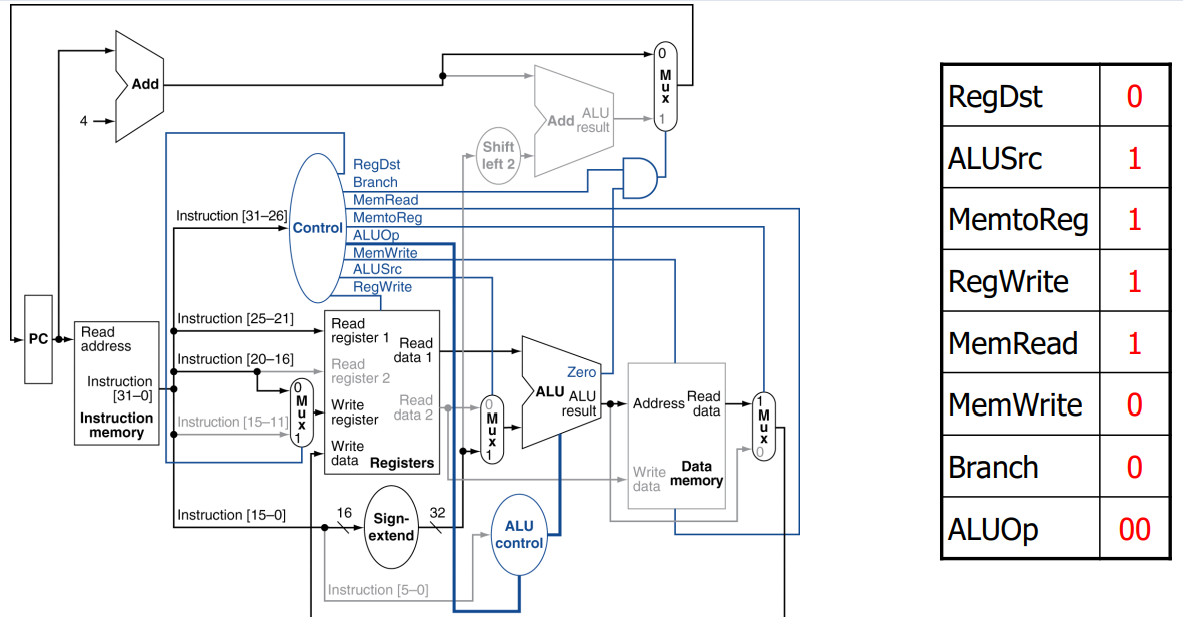 Add
4
0
M
u
x
1
Add ALU
result
Shift
left 2
RegDst
Branch
MemRead
MemtoReg
ALUOp
MemWrite
ALUSrc
RegWrite
Control
Instruction [31–26]
Instruction [25–21]
Instruction [20–16]
Instruction [15–11]
Instruction [15–0]
Instruction [5–0]
PC
Read
address
Instruction
[31–0]
Instruction
memory
0
M
u
x
1
Read
register 1
Read
register 2
Write
register
Write
data
Read
data 1
Read
data 2
Registers
16
Sign-
extend
32
0
M
u
x
1
Zero
ALU ALU
result
ALU
control
Address
Read
data
Write
data
Data
memory
1
M
u
x
0
RegDst 0
ALUSrc 1
MemtoReg 1
RegWrite 1
MemRead 1
MemWrite 0
Branch 0
ALUOp 00